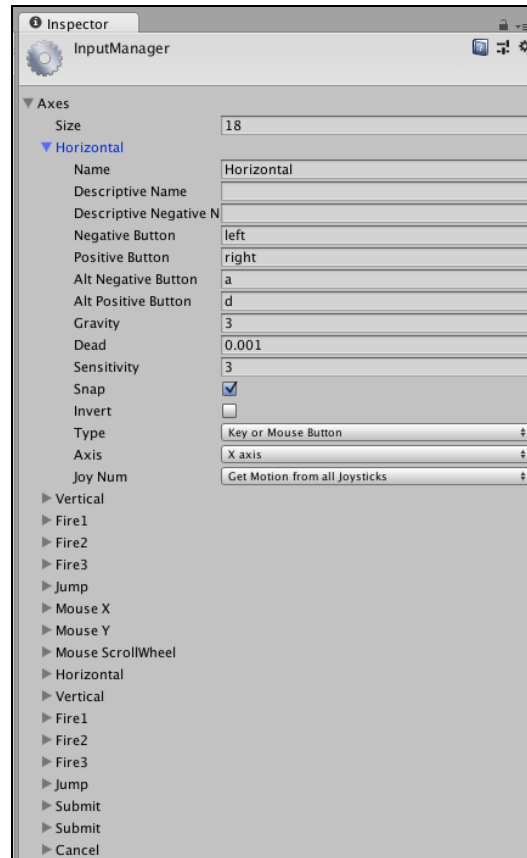 Inspector
InputManager
Axes
Size 18
Horizontal
Name Horizontal
Descriptive Name
Descriptive Negative N
Negative Button left
Positive Button right
Alt Negative Button a
Alt Positive Button d
Gravity 3
Dead 0.001
Sensitivity 3
Snap
Invert
Type Key or Mouse Button
Axis X axis
Joy Num Get Motion from all Joysticks
Vertical
Fire1
Fire2
Fire3
Jump
Mouse X
Mouse Y
Mouse ScrollWheel
Horizontal
Vertical
Fire1
Fire2
Fire3
Jump
Submit
Submit
Cancel